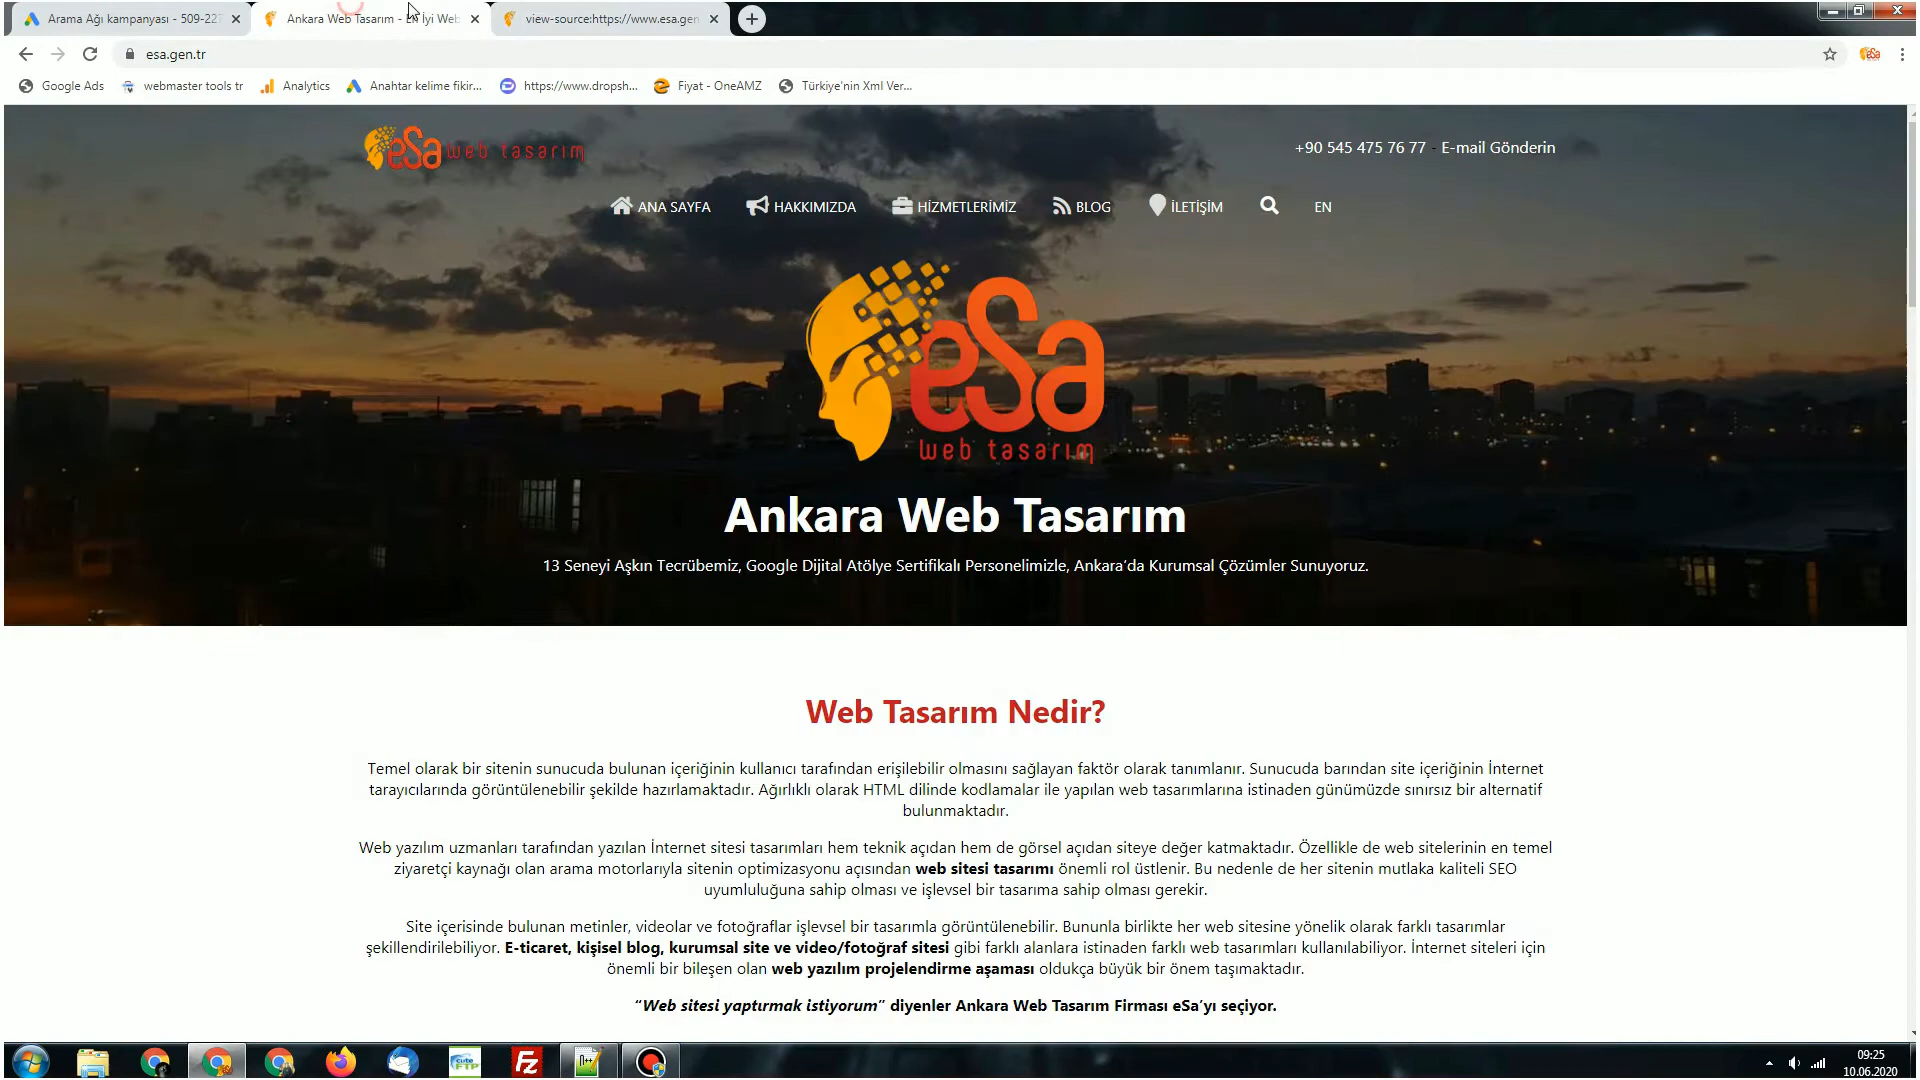 Arama Ağı kampanyası - 509-227
Ankara Web Tasarım - En İyi Web
view-source:https://www.esa.gen
esa.gen.tr
Google Ads
webmaster tools tr
Analytics
Anahtar kelime fikir...
https://www.dropsh...
Fiyat - OneAMZ
Türkiye'nin Xml Ver...
eSa web tasarım
+90 545 475 76 77 - E-mail Gönderin
ANA SAYFA
HAKKIMIZDA
HİZMETLERİMİZ
BLOG
İLETİŞİM
EN
eSa
web tasarım
Ankara Web Tasarım
13 Seneyi Aşkın Tecrübemiz, Google Dijital Atölye Sertifikalı Personelimizle, Ankara’da Kurumsal Çözümler Sunuyoruz.
Web Tasarım Nedir?
Temel olarak bir sitenin sunucuda bulunan içeriğinin kullanıcı tarafından erişilebilir olmasını sağlayan faktör olarak tanımlanır. Sunucuda barından site içeriğinin İnternet
tarayıcılarında görüntülenebilir şekilde hazırlamaktadır. Ağırlıklı olarak HTML dilinde kodlamalar ile yapılan web tasarımlarına istinaden günümüzde sınırsız bir alternatif
bulunmaktadır.
Web yazılım uzmanları tarafından yazılan İnternet sitesi tasarımları hem teknik açıdan hem de görsel açıdan siteye değer katmaktadır. Özellikle de web sitelerinin en temel
ziyaretçi kaynağı olan arama motorlarıyla sitenin optimizasyonu açısından web sitesi tasarımı önemli rol üstlenir. Bu nedenle de her sitenin mutlaka kaliteli SEO
uyumluluğuna sahip olması ve işlevsel bir tasarıma sahip olması gerekir.
Site içerisinde bulunan metinler, videolar ve fotoğraflar işlevsel bir tasarımla görüntülenebilir. Bununla birlikte her web sitesine yönelik olarak farklı tasarımlar
şekillendirilebiliyor. E-ticaret, kişisel blog, kurumsal site ve video/fotoğraf sitesi gibi farklı alanlara istinaden farklı web tasarımları kullanılabiliyor. İnternet siteleri için
önemli bir bileşen olan web yazılım projelendirme aşaması oldukça büyük bir önem taşımaktadır.
“Web sitesi yaptırmak istiyorum” diyenler Ankara Web Tasarım Firması eSa’yı seçiyor.
cute
FTP
Fz
09:25
10.06.2020